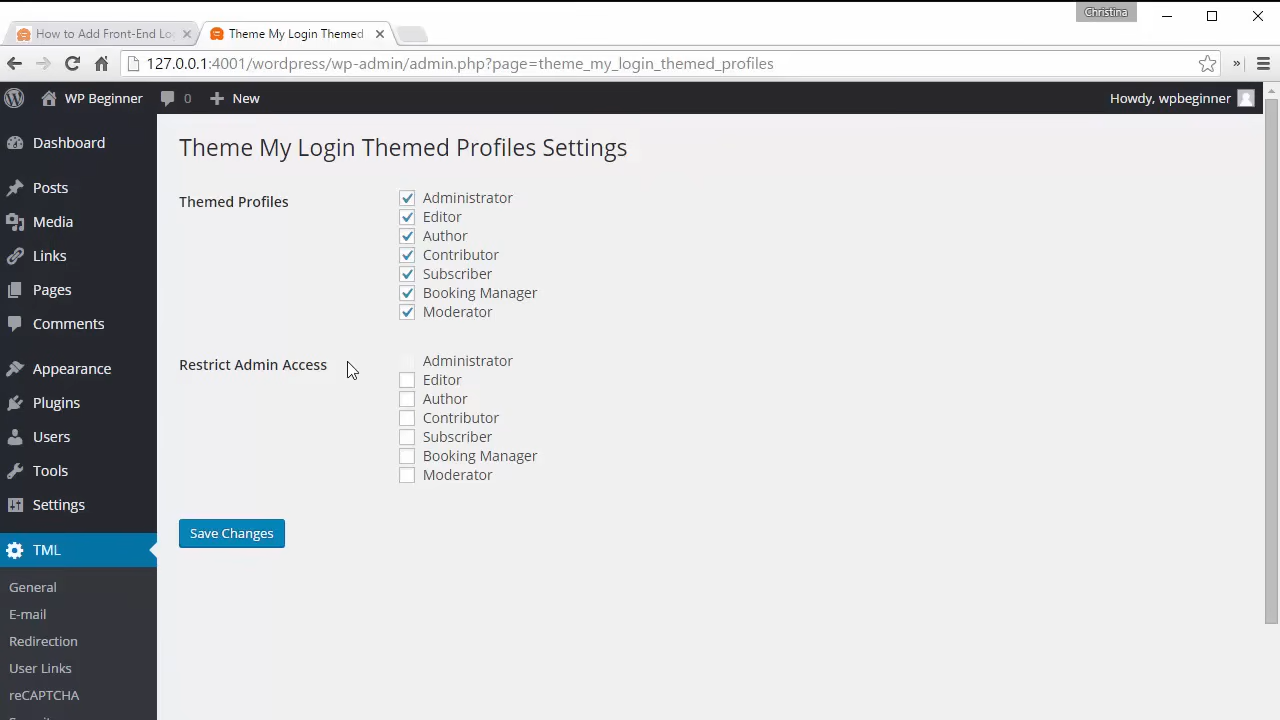 Christina
How to Add Front-End Lo
Theme My Login Themed
127.0.0.1:4001/wordpress/wp-admin/admin.php?page=theme_my_login_themed_profiles
WP Beginner 0 New Howdy, wpbeginner
Dashboard
Posts
Media
Links
Pages
Comments
Appearance
Plugins
Users
Tools
Settings
TML
General
E-mail
Redirection
User Links
reCAPTCHA
Theme My Login Themed Profiles Settings
Themed Profiles
Administrator
Editor
Author
Contributor
Subscriber
Booking Manager
Moderator
Restrict Admin Access
Administrator
Editor
Author
Contributor
Subscriber
Booking Manager
Moderator
Save Changes